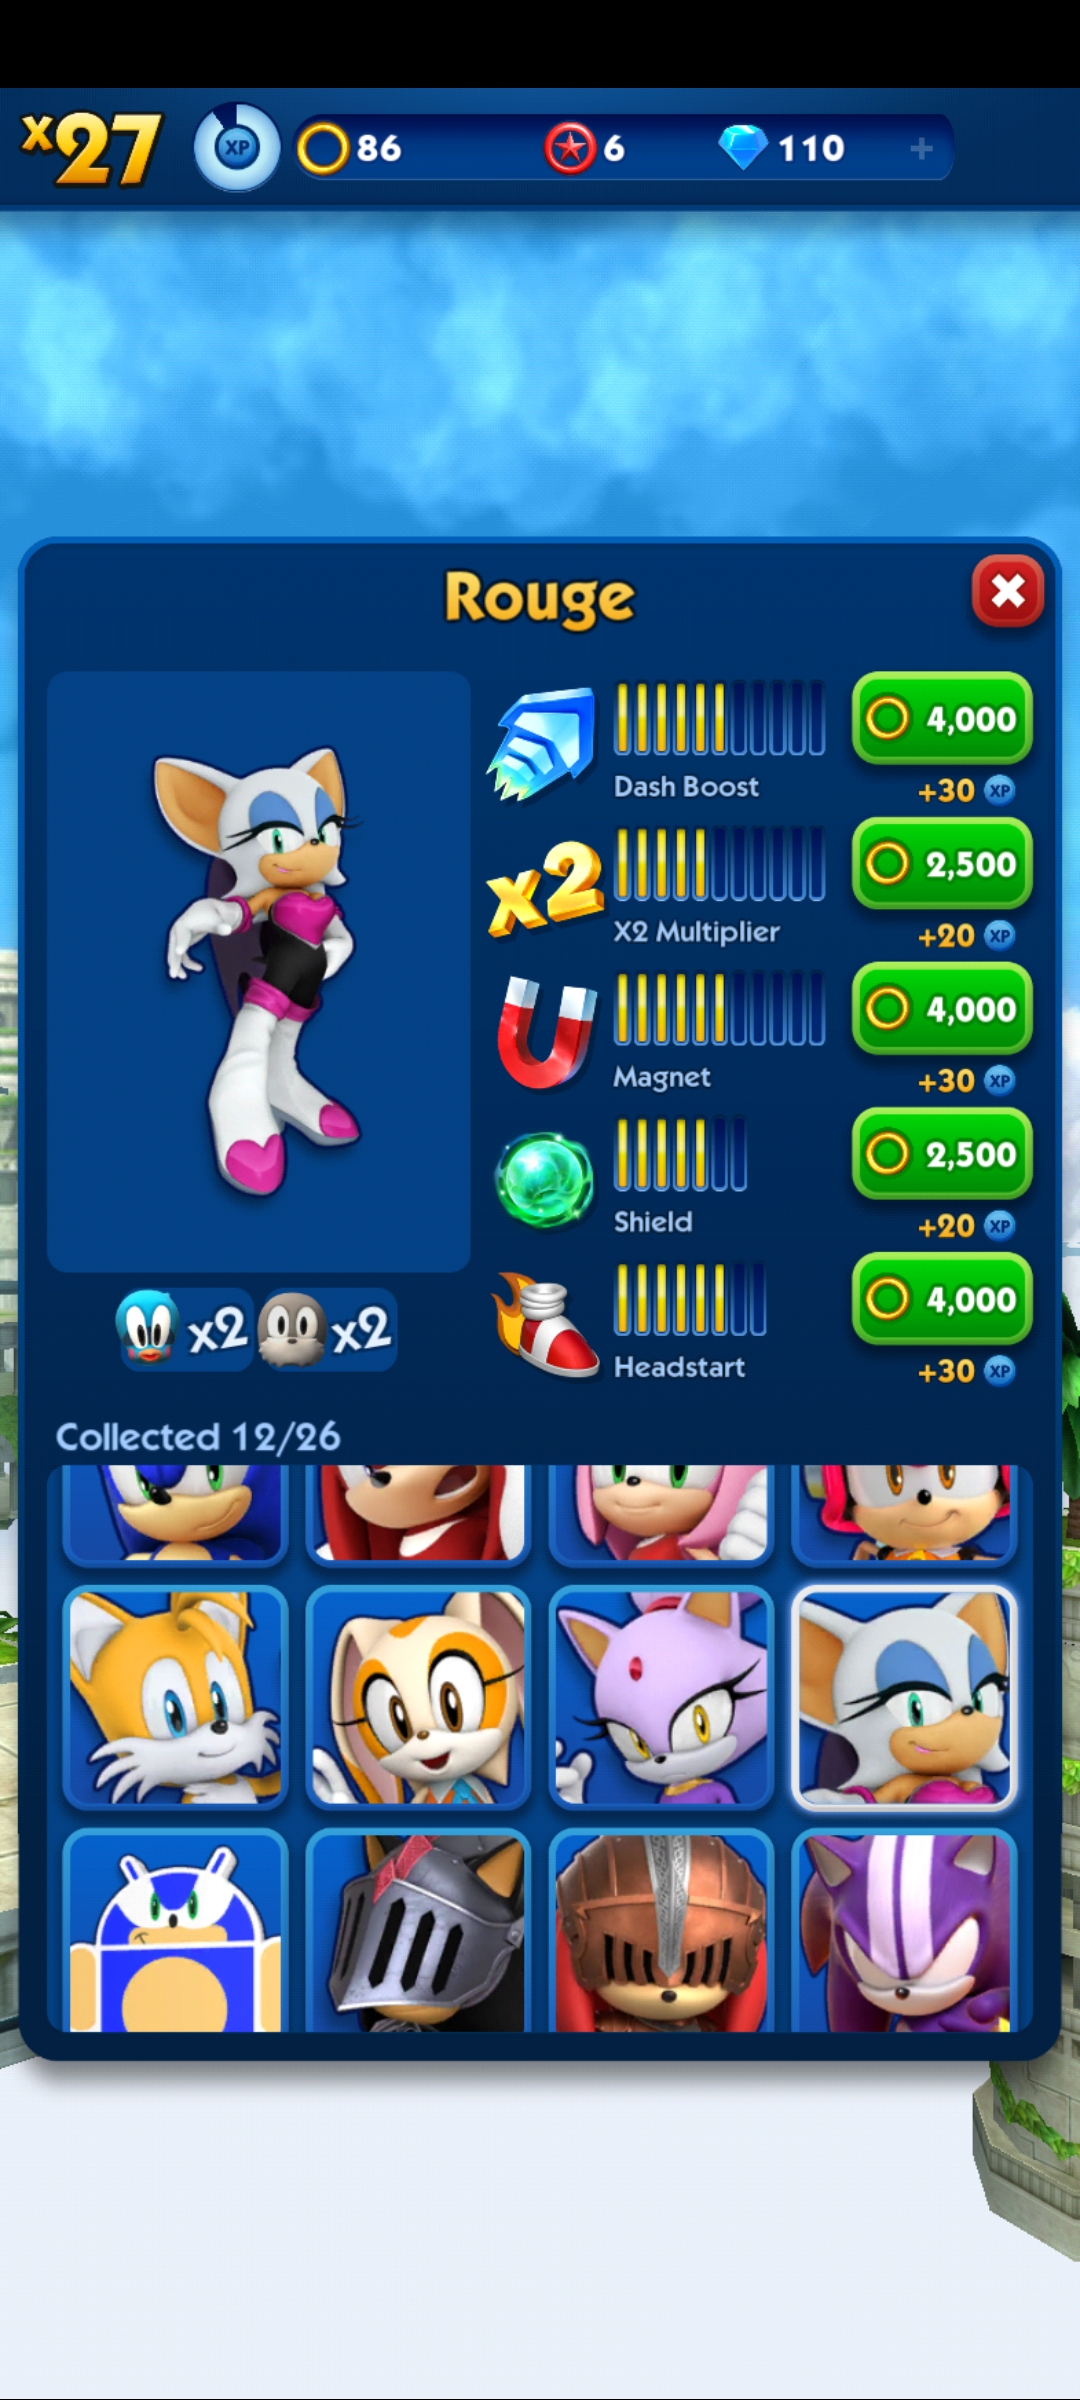 x27 XP 86 6 110 +
Rouge
4,000
Dash Boost
+30 XP
x2
2,500
X2 Multiplier
+20 XP
4,000
Magnet
+30 XP
2,500
Shield
+20 XP
x2 x2
4,000
Headstart
+30 XP
Collected 12/26